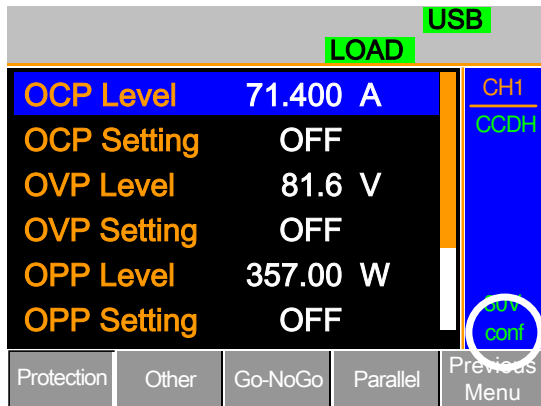 USB
LOAD
OCP Level 71.400 A
OCP Setting OFF
OVP Level 81.6 V
OVP Setting OFF
OPP Level 357.00 W
OPP Setting OFF
CH1
CCDH
80V
conf
Protection
Other
Go-NoGo
Parallel
Previous
Menu